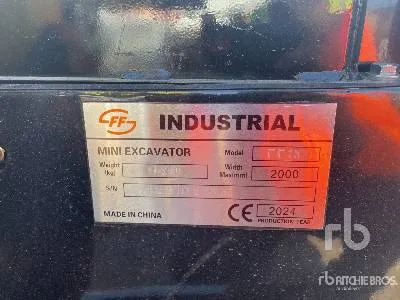 FF INDUSTRIAL
MINI EXCAVATOR Model
Weight (kg) Width Max(mm) 2000
S/N
MADE IN CHINA CE 2024
PRODUCTION YEAR
rb
rb RITCHIE BROS.